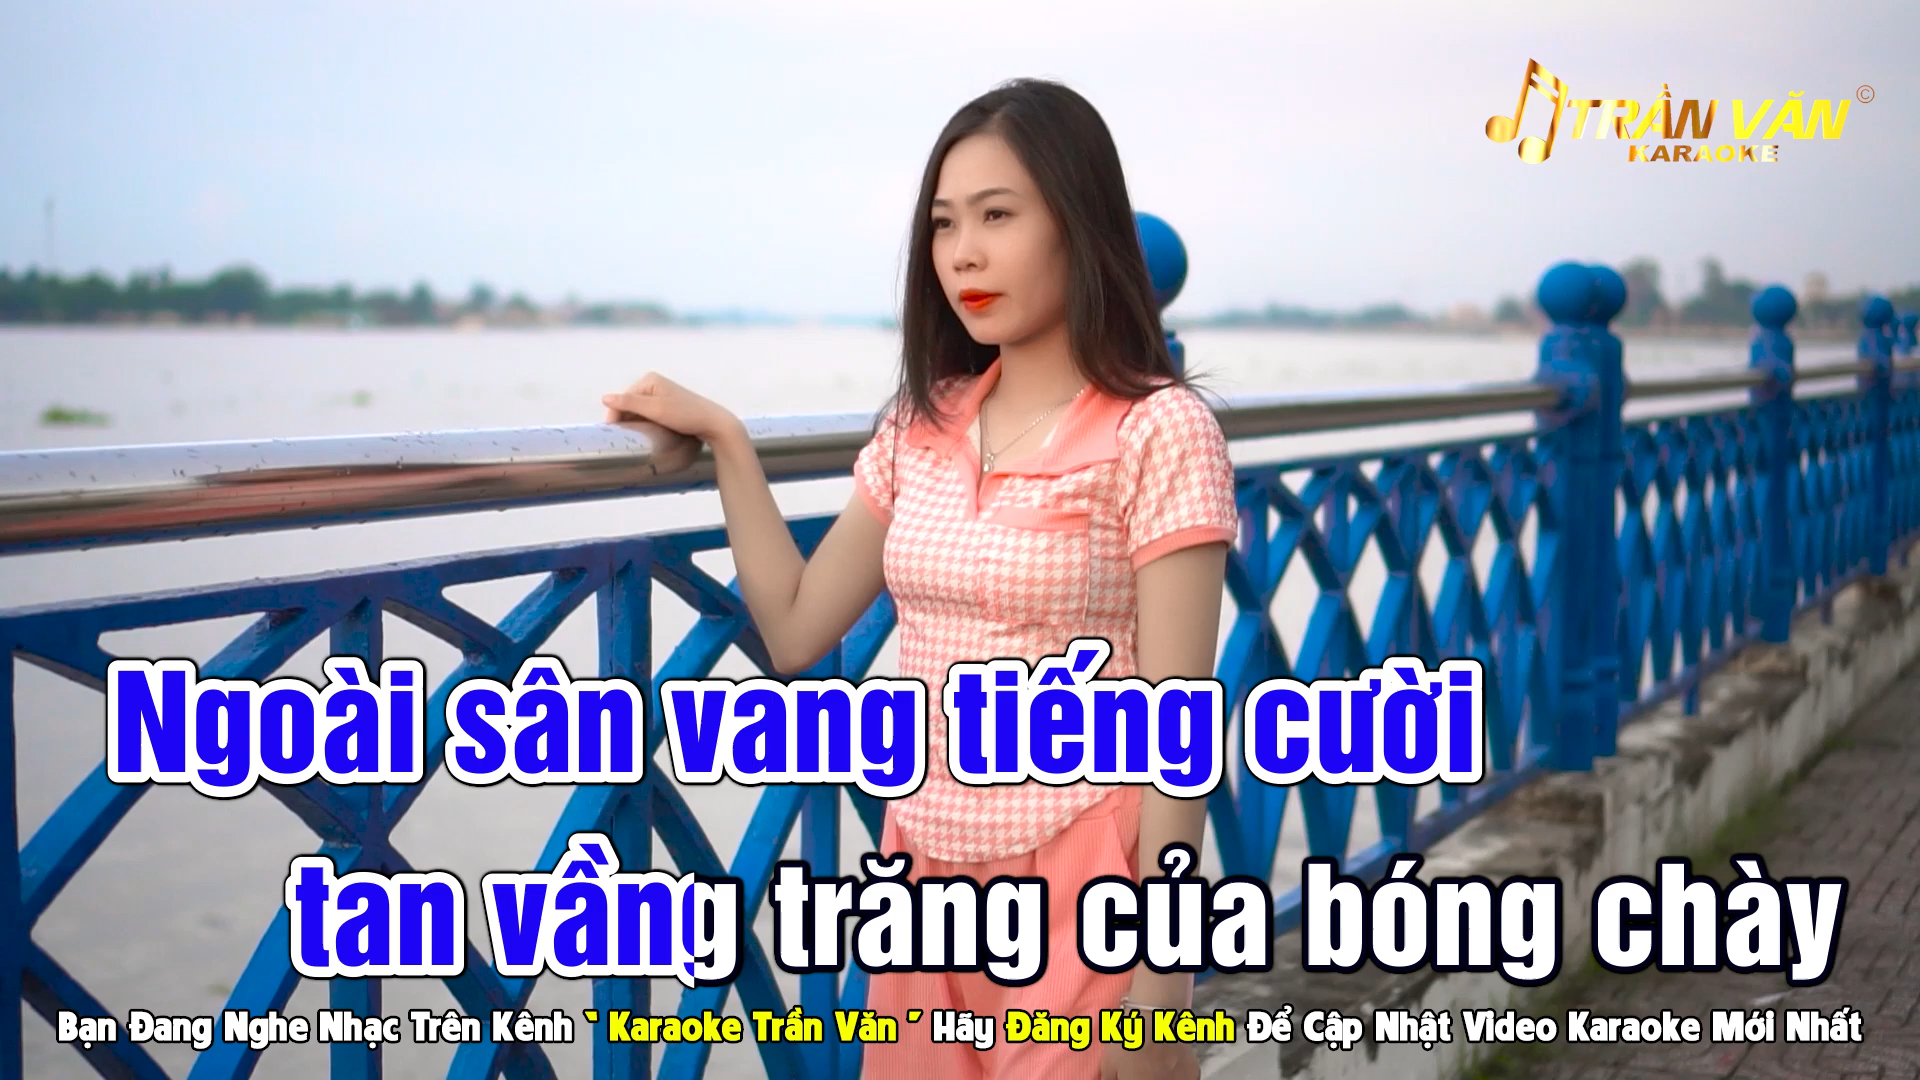 TRẦN VĂN ©
KARAOKE
Ngoài sân vang tiếng cười
tan vầng trăng của bóng chày
Bạn Đang Nghe Nhạc Trên Kênh ` Karaoke Trần Văn ´ Hãy Đăng Ký Kênh Để Cập Nhật Video Karaoke Mới Nhất